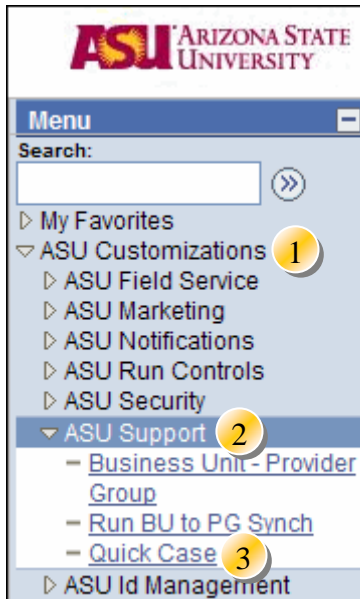 ASU ARIZONA STATE
UNIVERSITY
Menu
Search:
My Favorites
ASU Customizations 1
ASU Field Service
ASU Marketing
ASU Notifications
ASU Run Controls
ASU Security
ASU Support 2
Business Unit - Provider
Group
Run BU to PG Synch
Quick Case 3
ASU Id Management